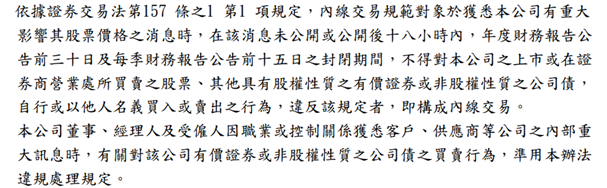 依據證券交易法第157 條之1 第1 項規定，內線交易規範對象於獲悉本公司有重大
影響其股票價格之消息時，在該消息未公開或公開後十八小時內，年度財務報告公
告前三十日及每季財務報告公告前十五日之封閉期間，不得對本公司之上市或在證
券商營業處所買賣之股票、其他具有股權性質之有價證券或非股權性質之公司債，
自行或以他人名義買入或賣出之行為，違反該規定者，即構成內線交易。
本公司董事、經理人及受僱人因職業或控制關係獲悉客戶、供應商等公司之內部重
大訊息時，有關對該公司有價證券或非股權性質之公司債之買賣行為，準用本辦法
違規處理規定。